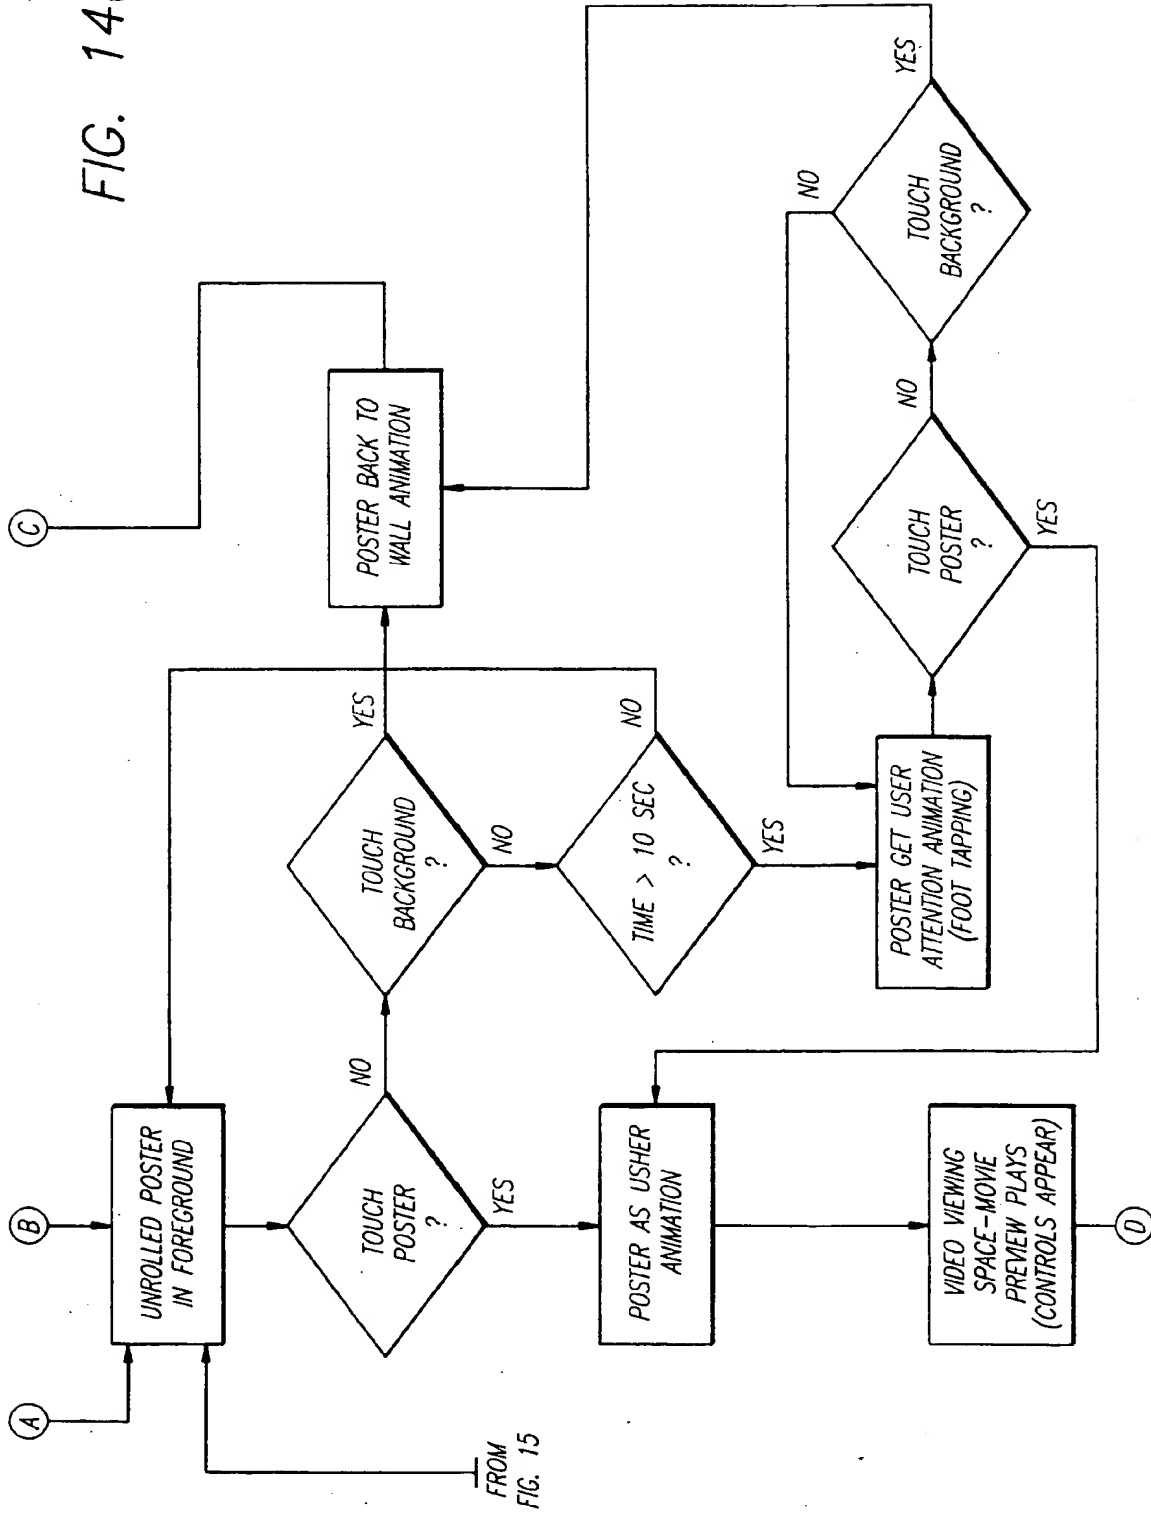 FIG. 14
A
B
C
UNROLLED POSTER
IN FOREGROUND
FROM
FIG. 15
TOUCH
POSTER
?
NO
YES
TOUCH
BACKGROUND
?
YES
NO
POSTER BACK TO
WALL ANIMATION
TIME > 10 SEC
?
NO
YES
POSTER AS USHER
ANIMATION
POSTER GET USER
ATTENTION ANIMATION
(FOOT TAPPING)
TOUCH
POSTER
?
NO
YES
TOUCH
BACKGROUND
?
NO
YES
VIDEO VIEWING
SPACE-MOVIE
PREVIEW PLAYS
(CONTROLS APPEAR)
D